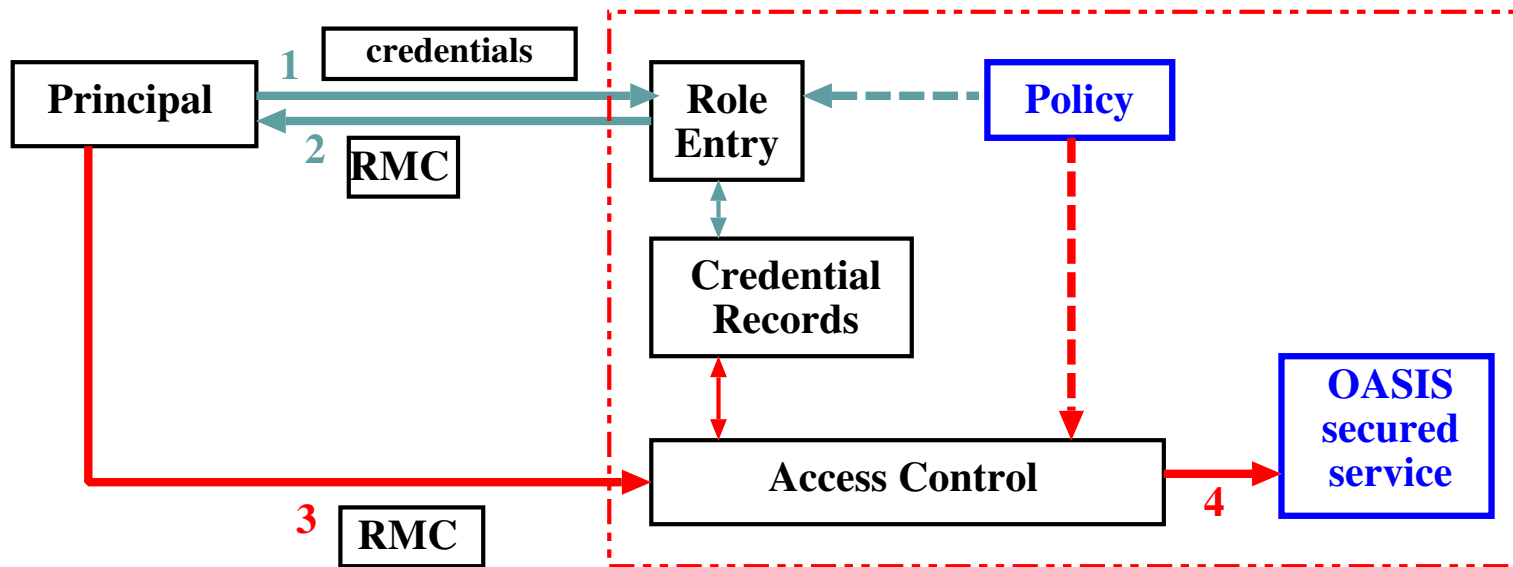 credentials
1
Principal
Role
Entry
Policy
2
RMC
Credential
Records
OASIS
secured
service
Access Control
3
RMC
4